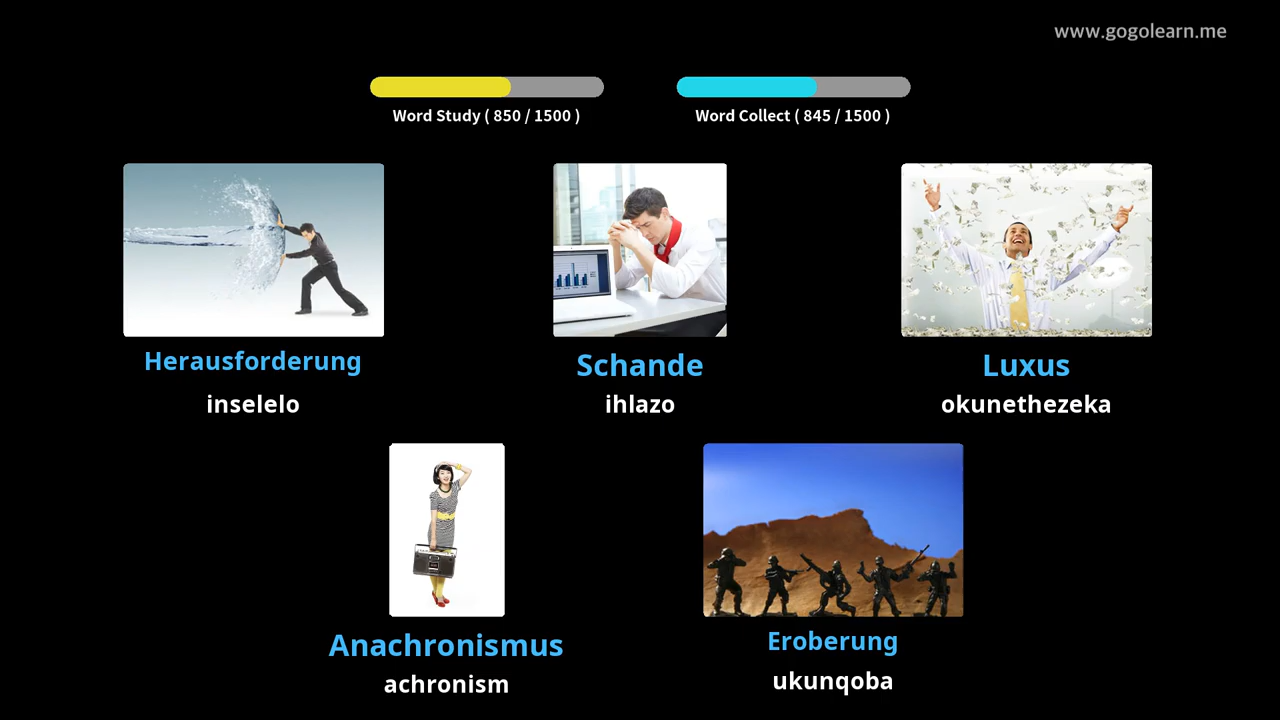 www.gogolearn.me
Word Study ( 850 / 1500 )
Word Collect ( 845 / 1500 )
Herausforderung
inselelo
Schande
ihlazo
Luxus
okunethezeka
Anachronismus
achronism
Eroberung
ukunqoba